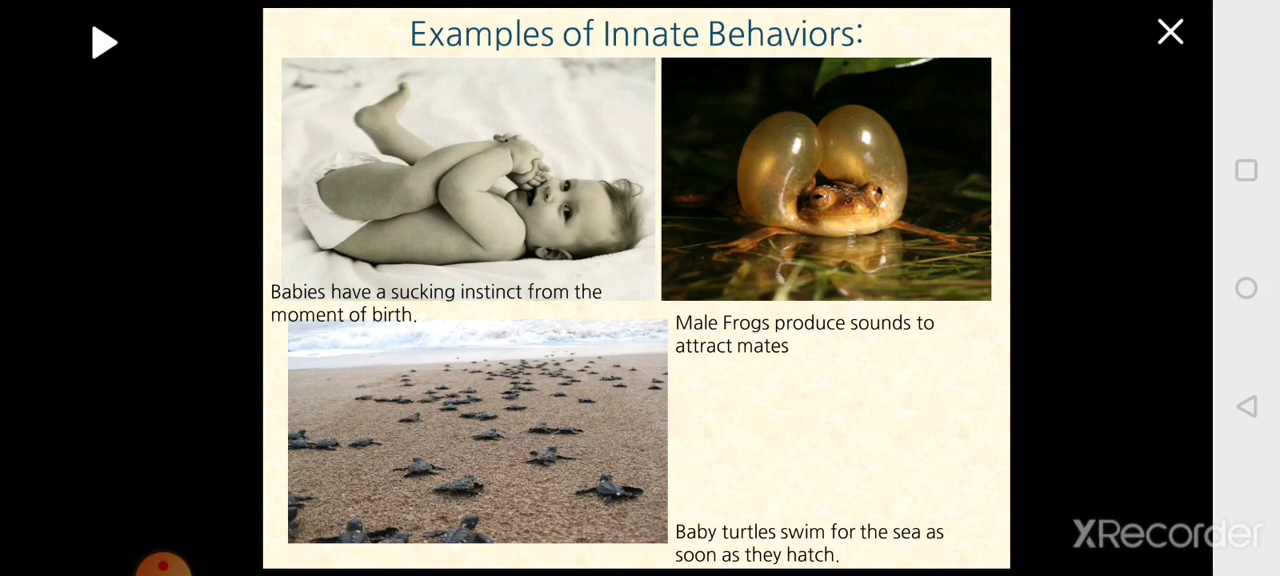 Examples of Innate Behaviors:
Babies have a sucking instinct from the
moment of birth.
Male Frogs produce sounds to
attract mates
Baby turtles swim for the sea as
soon as they hatch.
XRecorder